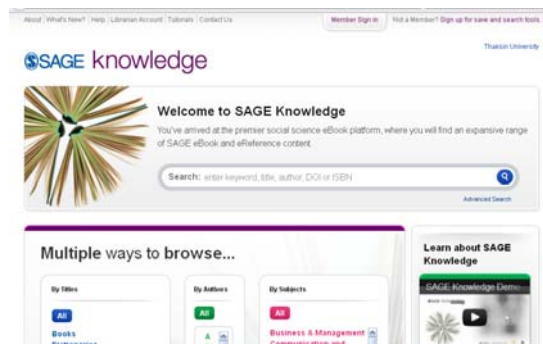 About | What's New? | Help | Librarian Account | Tutorials | Contact Us
Member Sign in
Not a Member? Sign up for save and search tools.
Thaksin University
SAGE knowledge
Welcome to SAGE Knowledge
You've arrived at the premier social science eBook platform, where you will find an expansive range
of SAGE eBook and eReference content.
Search: enter keyword, title, author, DOI or ISBN
Advanced Search
Multiple ways to browse...
By Titles
All
Books
By Authors
All
A
By Subjects
All
Business & Management
Communication and
Learn about SAGE
Knowledge
SAGE Knowledge Demo